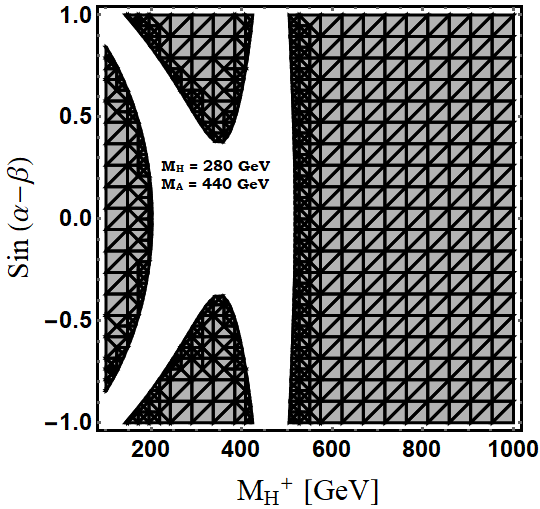 1.0
0.5
0.0
−0.5
−1.0
Sin (α−β)
M_H = 280 GeV
M_A = 440 GeV
200 400 600 800 1000
M_H^+ [GeV]